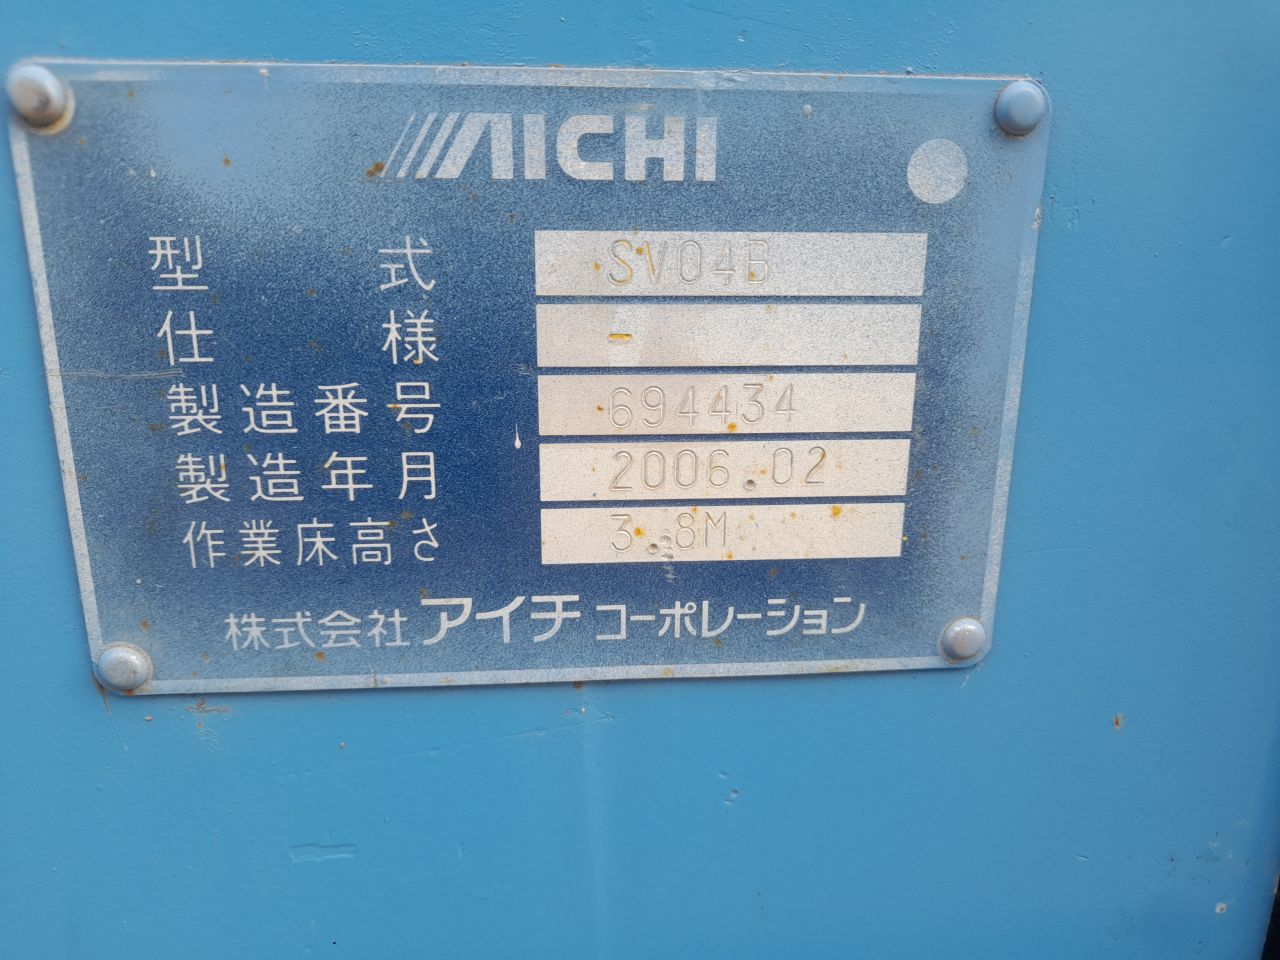 AICHI
型式 SV04B
仕様 -
製造番号 694434
製造年月 2006.02
作業床高さ 3.8M
株式会社アイチコーポレーション